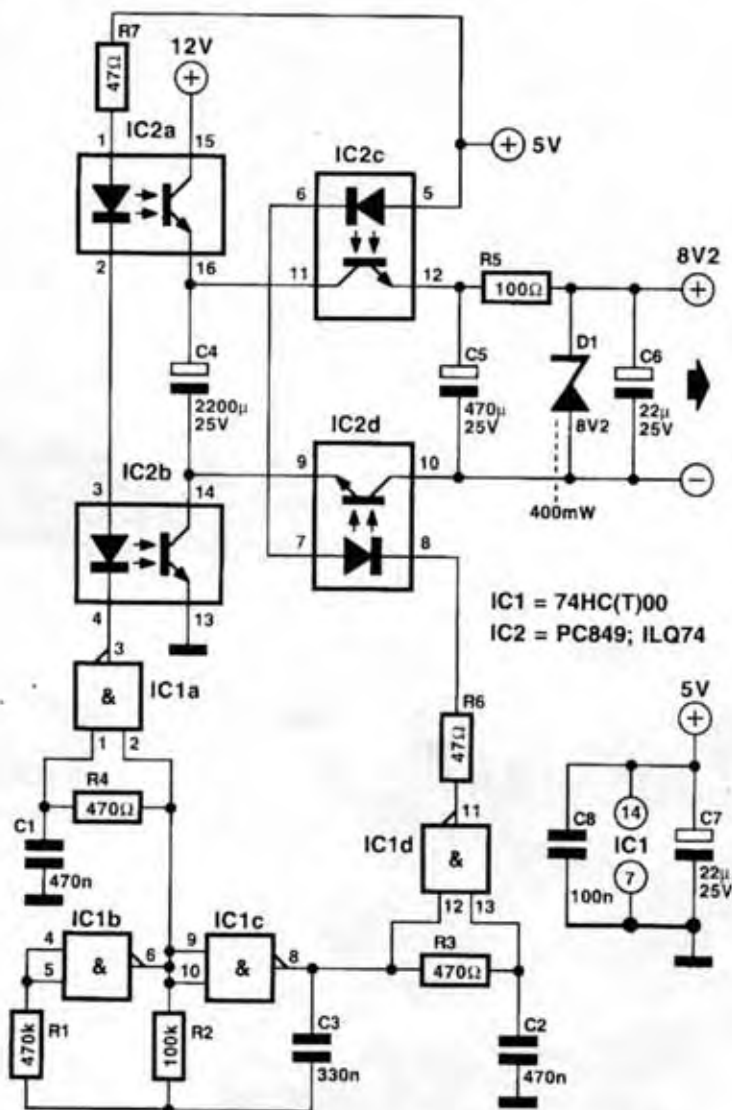 R7
47Ω
12V
IC2a
1
15
2
16
IC2c
6
5
5V
11
12
R5
100Ω
8V2
C4
2200µ
25V
C5
470µ
25V
D1
8V2
400mW
C6
22µ
25V
IC2b
3
14
4
13
IC2d
9
10
7
8
IC1 = 74HC(T)00
IC2 = PC849; ILQ74
3
&
IC1a
1
2
R4
470Ω
C1
470n
R6
47Ω
11
IC1d
&
12
13
R3
470Ω
5V
C8
100n
14
IC1
7
C7
22µ
25V
IC1b
4
5
&
6
IC1c
9
10
&
8
R1
470k
R2
100k
C3
330n
C2
470n